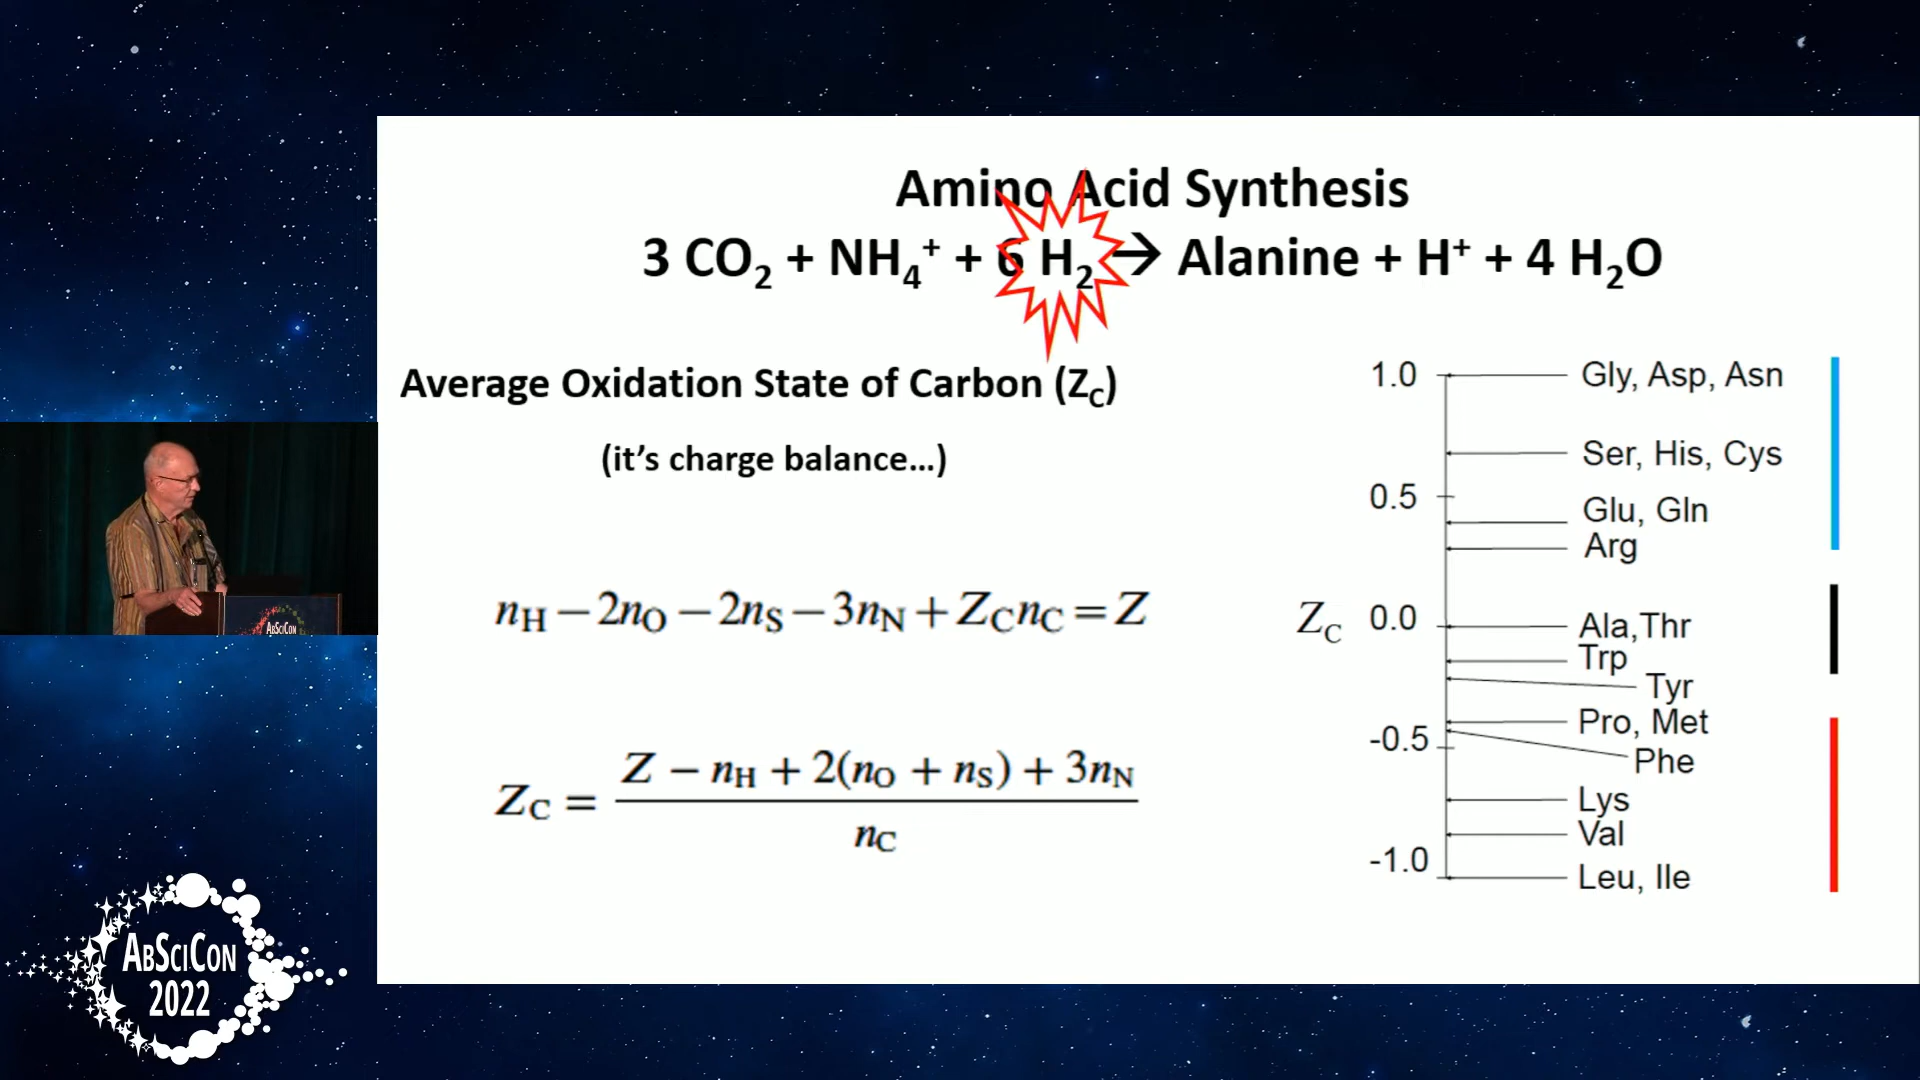 Amino Acid Synthesis
3 CO₂ + NH₄⁺ + 6 H₂ → Alanine + H⁺ + 4 H₂O
Average Oxidation State of Carbon (Z_C)
(it’s charge balance…)
n_H − 2n_O − 2n_S − 3n_N + Z_C n_C = Z
Z_C = (Z − n_H + 2(n_O + n_S) + 3n_N) / n_C
Z_C
1.0
0.5
0.0
-0.5
-1.0
Gly, Asp, Asn
Ser, His, Cys
Glu, Gln
Arg
Ala,Thr
Trp
Tyr
Pro, Met
Phe
Lys
Val
Leu, Ile
AbSciCon
AbSciCon
2022